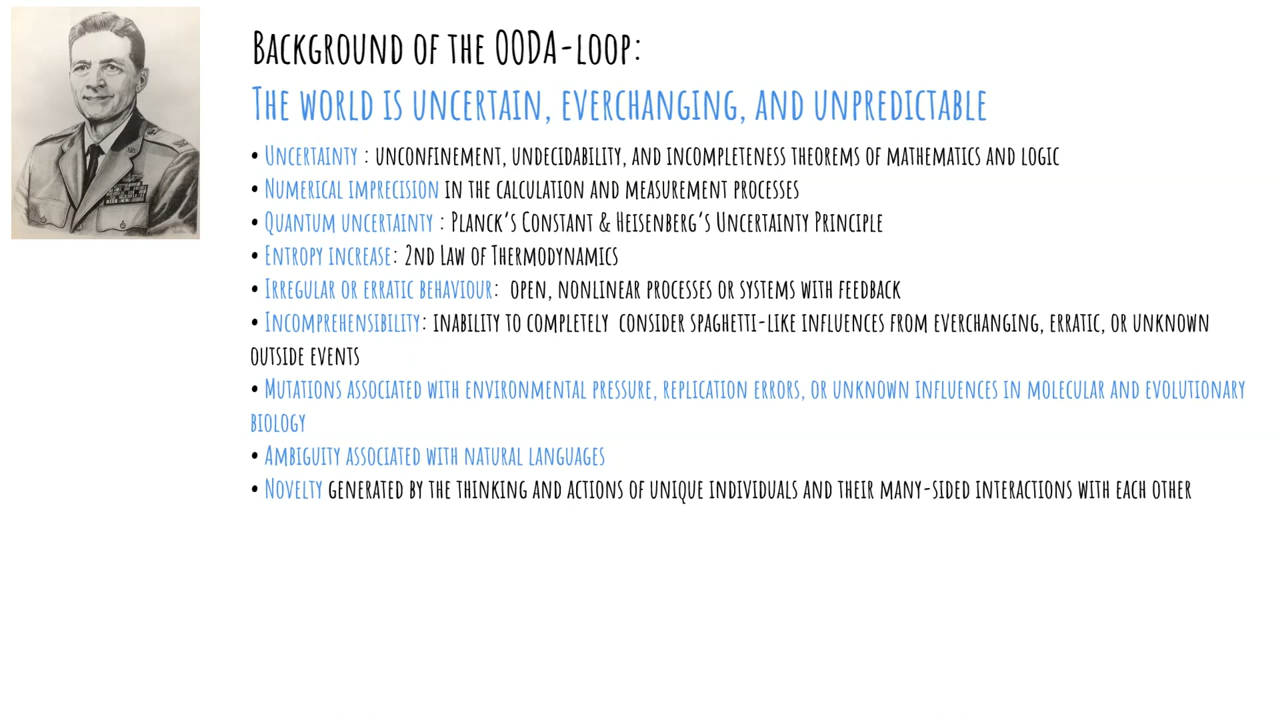 Background of the OODA-loop:
The world is uncertain, everchanging, and unpredictable
• Uncertainty : unconfinement, undecidability, and incompleteness theorems of mathematics and logic
• Numerical imprecision in the calculation and measurement processes
• Quantum uncertainty : Planck's Constant & Heisenberg's Uncertainty Principle
• Entropy increase: 2nd Law of Thermodynamics
• Irregular or erratic behaviour: open, nonlinear processes or systems with feedback
• Incomprehensibility: inability to completely consider spaghetti-like influences from everchanging, erratic, or unknown
outside events
• Mutations associated with environmental pressure, replication errors, or unknown influences in molecular and evolutionary
biology
• Ambiguity associated with natural languages
• Novelty generated by the thinking and actions of unique individuals and their many-sided interactions with each other